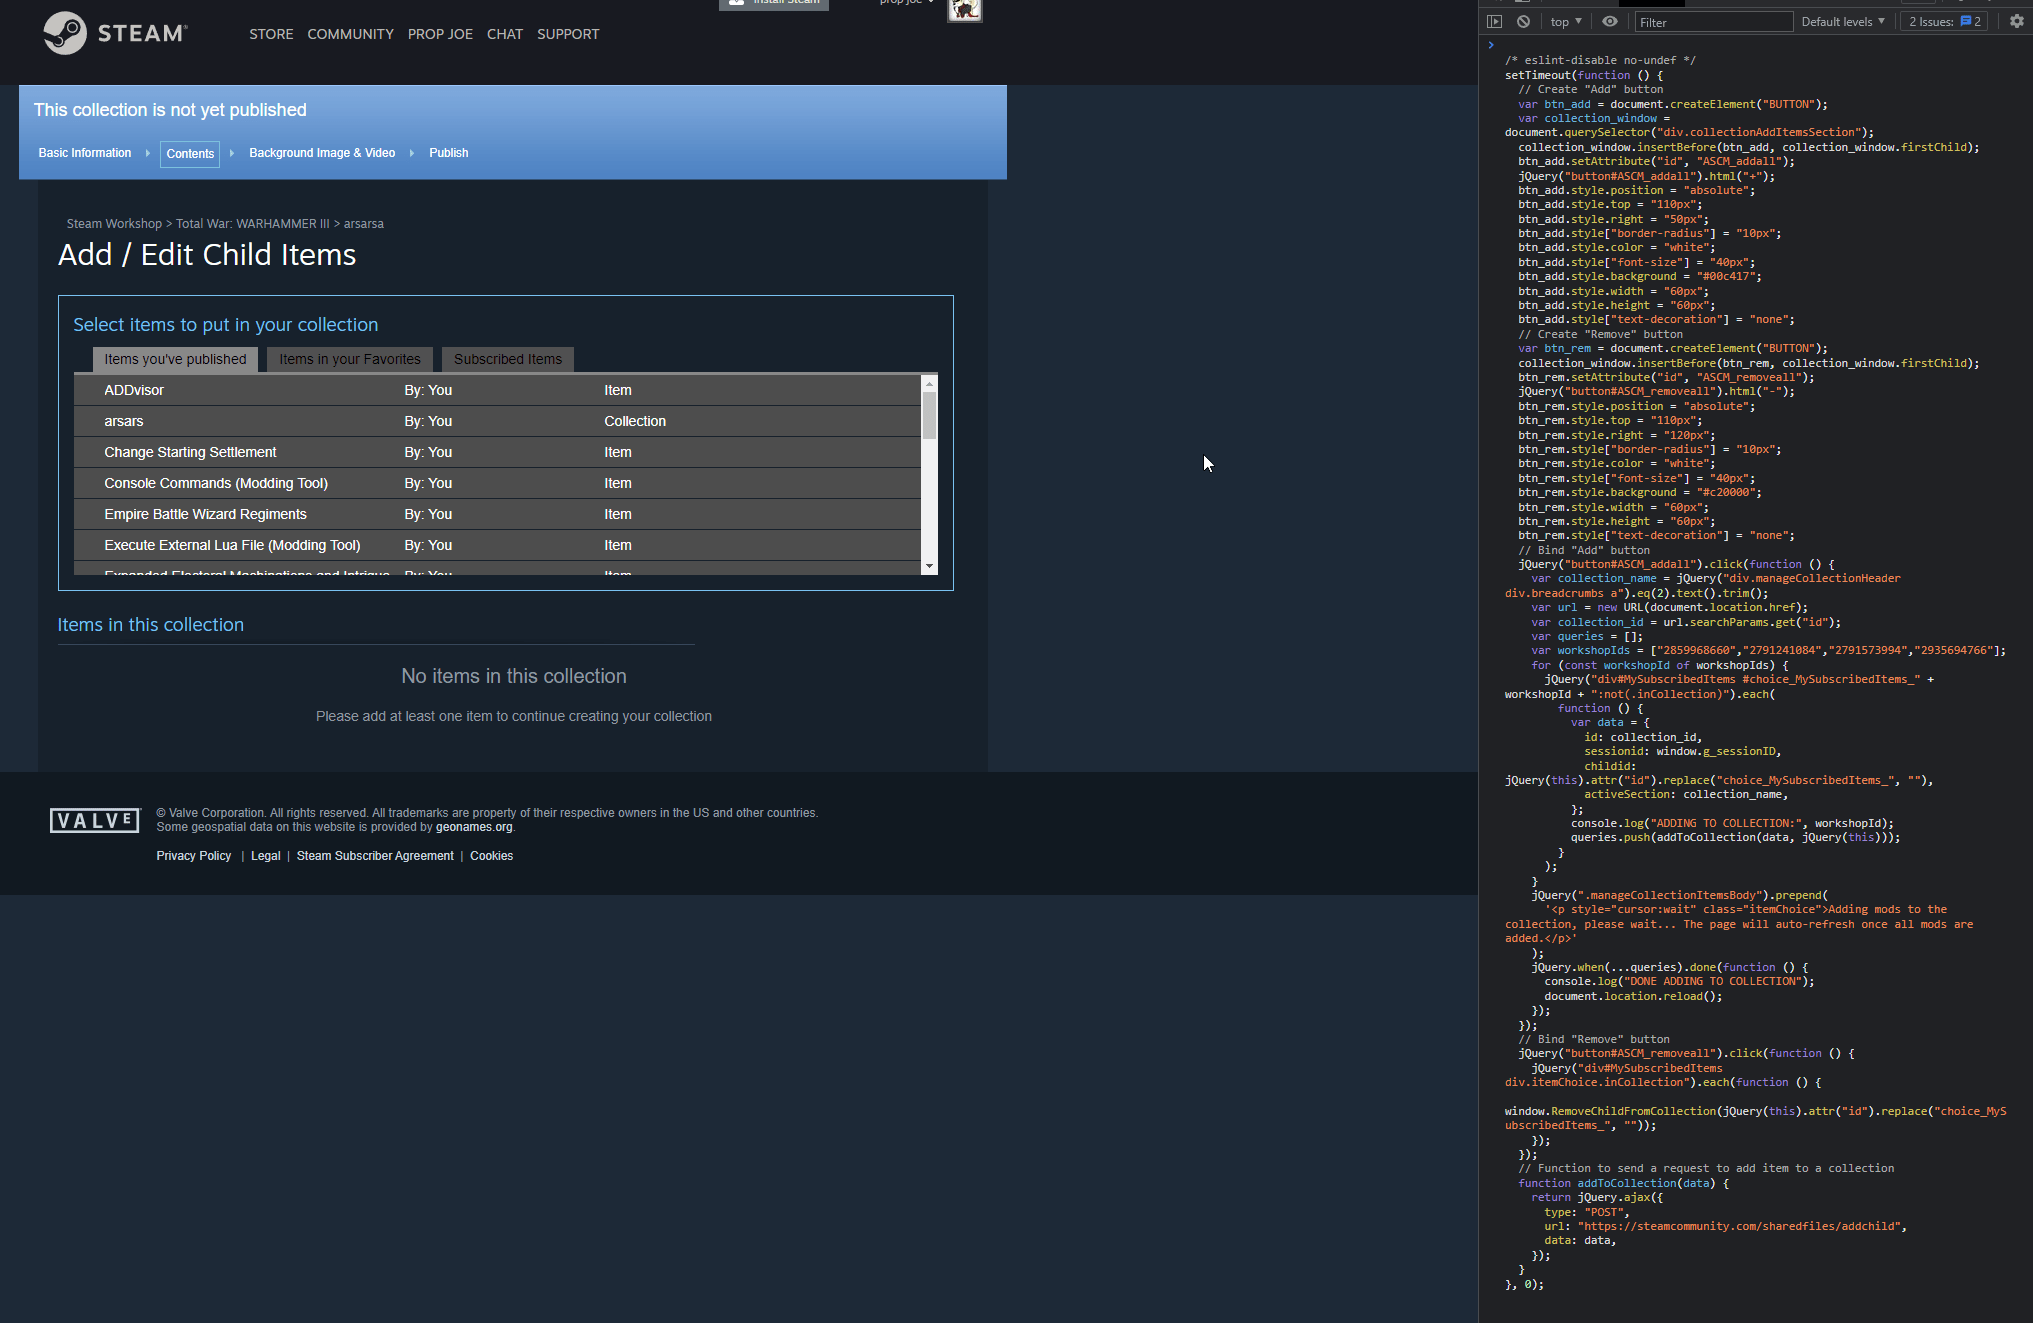 Install Steam
prop joe
STEAM®
STORE COMMUNITY PROP JOE CHAT SUPPORT
This collection is not yet published
Basic Information Contents Background Image & Video Publish
Steam Workshop > Total War: WARHAMMER III > arsarsa
Add / Edit Child Items
Select items to put in your collection
Items you've published Items in your Favorites Subscribed Items
ADDvisor By: You Item
arsars By: You Collection
Change Starting Settlement By: You Item
Console Commands (Modding Tool) By: You Item
Empire Battle Wizard Regiments By: You Item
Execute External Lua File (Modding Tool) By: You Item
Expanded Electoral Machinations and Intrigue By: You Item
Items in this collection
No items in this collection
Please add at least one item to continue creating your collection
VALVE
© Valve Corporation. All rights reserved. All trademarks are property of their respective owners in the US and other countries.
Some geospatial data on this website is provided by geonames.org.
Privacy Policy | Legal | Steam Subscriber Agreement | Cookies
top Filter Default levels 2 Issues: 2
/* eslint-disable no-undef */
setTimeout(function () {
// Create "Add" button
var btn_add = document.createElement("BUTTON");
var collection_window =
document.querySelector("div.collectionAddItemsSection");
collection_window.insertBefore(btn_add, collection_window.firstChild);
btn_add.setAttribute("id", "ASCM_addall");
jQuery("button#ASCM_addall").html("+");
btn_add.style.position = "absolute";
btn_add.style.top = "110px";
btn_add.style.right = "50px";
btn_add.style["border-radius"] = "10px";
btn_add.style.color = "white";
btn_add.style["font-size"] = "40px";
btn_add.style.background = "#00c417";
btn_add.style.width = "60px";
btn_add.style.height = "60px";
btn_add.style["text-decoration"] = "none";
// Create "Remove" button
var btn_rem = document.createElement("BUTTON");
collection_window.insertBefore(btn_rem, collection_window.firstChild);
btn_rem.setAttribute("id", "ASCM_removeall");
jQuery("button#ASCM_removeall").html("-");
btn_rem.style.position = "absolute";
btn_rem.style.top = "110px";
btn_rem.style.right = "120px";
btn_rem.style["border-radius"] = "10px";
btn_rem.style.color = "white";
btn_rem.style["font-size"] = "40px";
btn_rem.style.background = "#c20000";
btn_rem.style.width = "60px";
btn_rem.style.height = "60px";
btn_rem.style["text-decoration"] = "none";
// Bind "Add" button
jQuery("button#ASCM_addall").click(function () {
var collection_name = jQuery("div.manageCollectionHeader
div.breadcrumbs a").eq(2).text().trim();
var url = new URL(document.location.href);
var collection_id = url.searchParams.get("id");
var queries = [];
var workshopIds = ["2859968660","2791241084","2791573994","2935694766"];
for (const workshopId of workshopIds) {
jQuery("div#MySubscribedItems #choice_MySubscribedItems_" +
workshopId + ":not(.inCollection)").each(
function () {
var data = {
id: collection_id,
sessionid: window.g_sessionID,
childid:
jQuery(this).attr("id").replace("choice_MySubscribedItems_", ""),
activeSection: collection_name,
};
console.log("ADDING TO COLLECTION:", workshopId);
queries.push(addToCollection(data, jQuery(this)));
}
);
}
jQuery(".manageCollectionItemsBody").prepend(
'<p style="cursor:wait" class="itemChoice">Adding mods to the
collection, please wait... The page will auto-refresh once all mods are
added.</p>'
);
jQuery.when(...queries).done(function () {
console.log("DONE ADDING TO COLLECTION");
document.location.reload();
});
});
// Bind "Remove" button
jQuery("button#ASCM_removeall").click(function () {
jQuery("div#MySubscribedItems
div.itemChoice.inCollection").each(function () {
window.RemoveChildFromCollection(jQuery(this).attr("id").replace("choice_MyS
ubscribedItems_", ""));
});
});
// Function to send a request to add item to a collection
function addToCollection(data) {
return jQuery.ajax({
type: "POST",
url: "https://steamcommunity.com/sharedfiles/addchild",
data: data,
});
}
}, 0);